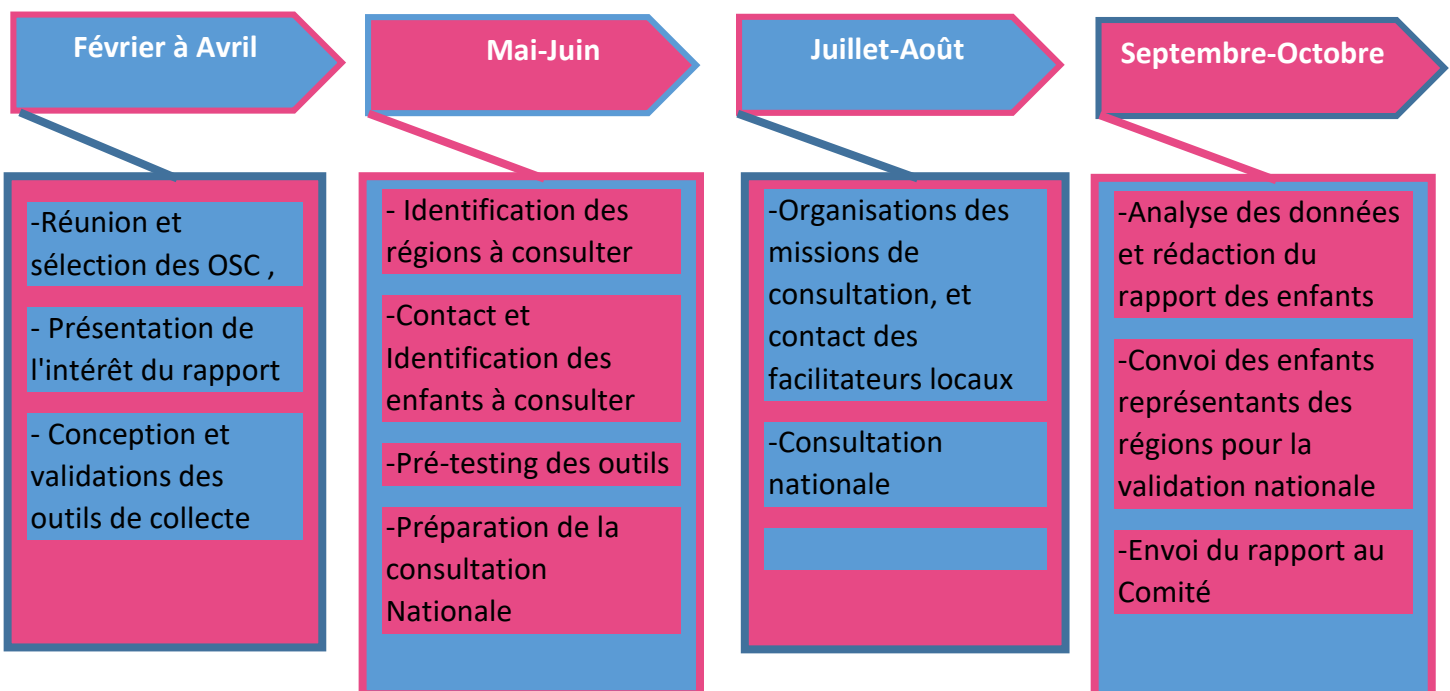 Février à Avril
-Réunion et
sélection des OSC ,
- Présentation de
l'intérêt du rapport
- Conception et
validations des
outils de collecte
Mai-Juin
- Identification des
régions à consulter
-Contact et
Identification des
enfants à consulter
-Pré-testing des outils
-Préparation de la
consultation
Nationale
Juillet-Août
-Organisations des
missions de
consultation, et
contact des
facilitateurs locaux
-Consultation
nationale
Septembre-Octobre
-Analyse des données
et rédaction du
rapport des enfants
-Convoi des enfants
représentants des
régions pour la
validation nationale
-Envoi du rapport au
Comité